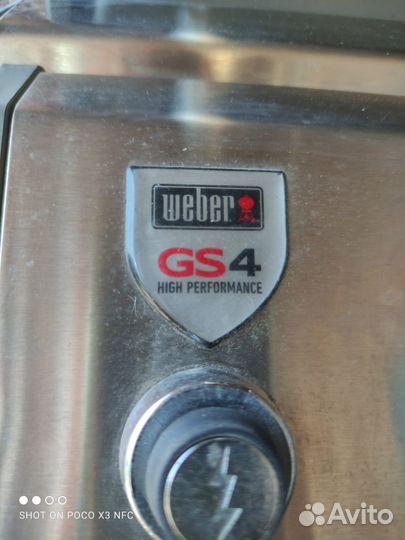 weber
GS4
HIGH PERFORMANCE
SHOT ON POCO X3 NFC
Avito